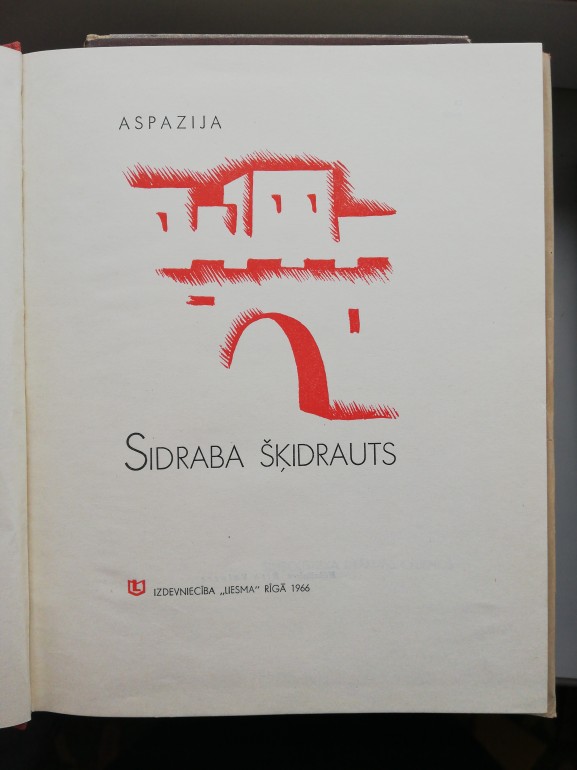 ASPAZIJA
SIDRABA ŠĶIDRAUTS
IZDEVNIECĪBA „LIESMA“ RĪGĀ 1966